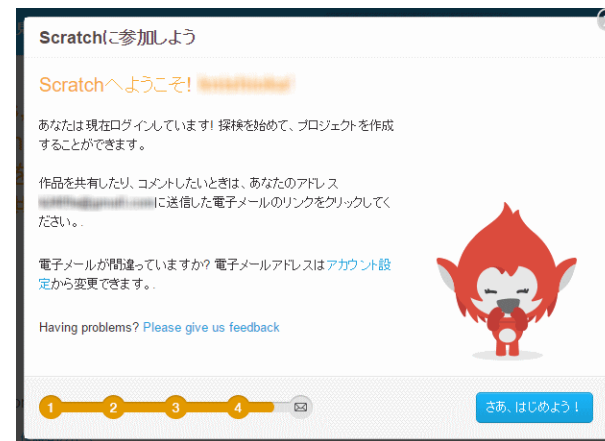 Scratchに参加しよう
Scratchへようこそ!
あなたは現在ログインしています! 探検を始めて、プロジェクトを作成
することができます。
作品を共有したり、コメントしたいときは、あなたのアドレス
に送信した電子メールのリンクをクリックしてく
ださい。.
電子メールが間違っていますか? 電子メールアドレスはアカウント設
定から変更できます。.
Having problems? Please give us feedback
1 2 3 4
さあ、はじめよう!